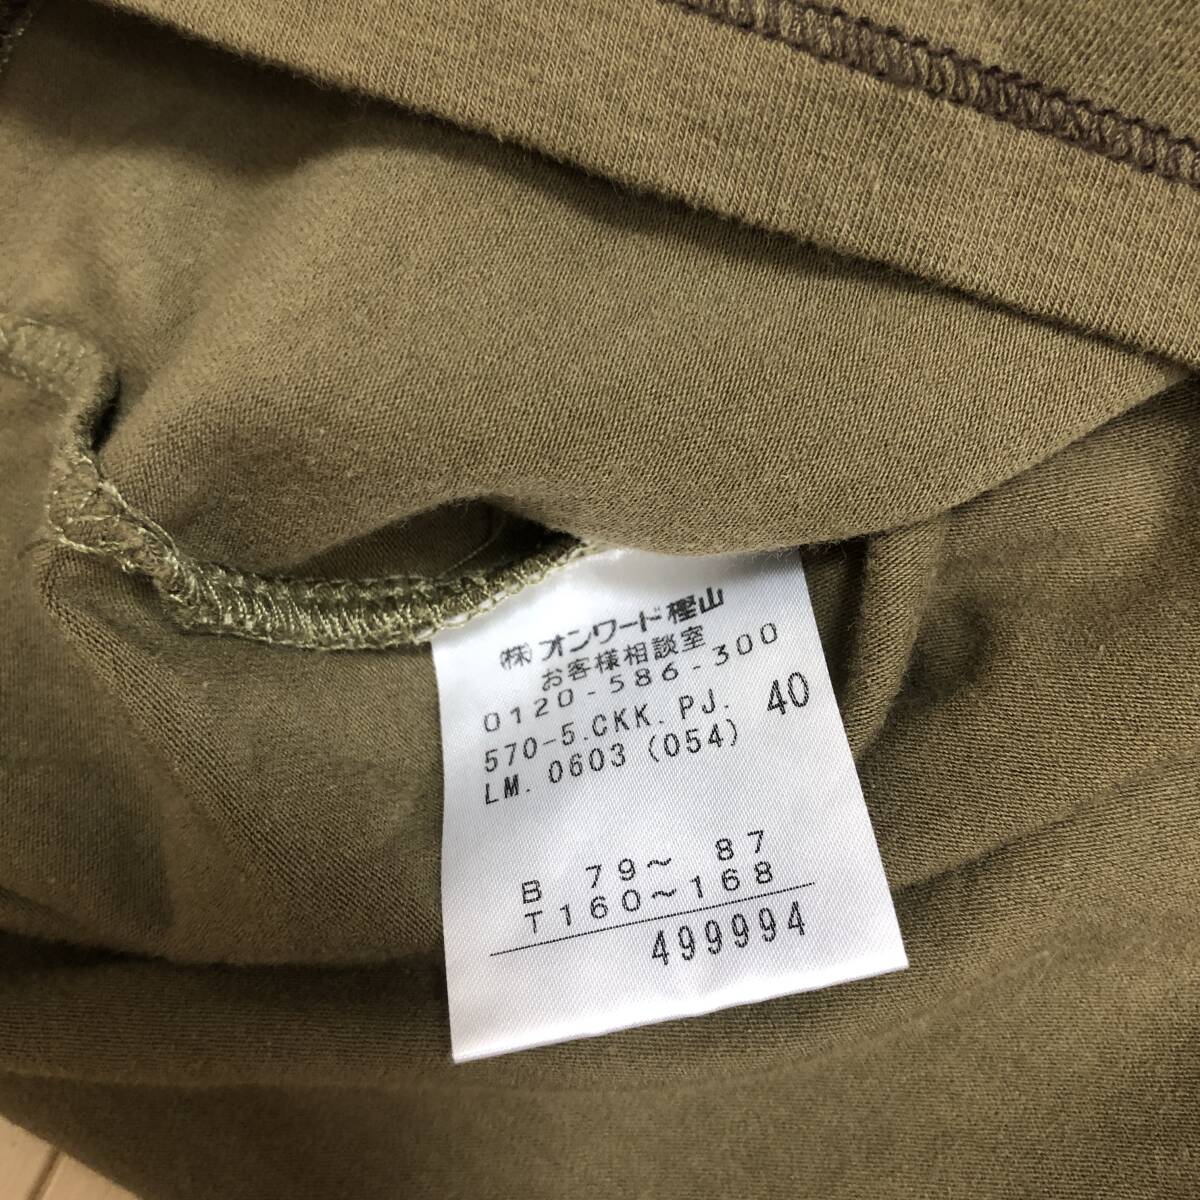 (株)オンワード樫山
お客様相談室
0120-586-300
570-5.CKK.PJ. 40
LM. 0603 (054)
B 79〜 87
T160〜168
499994